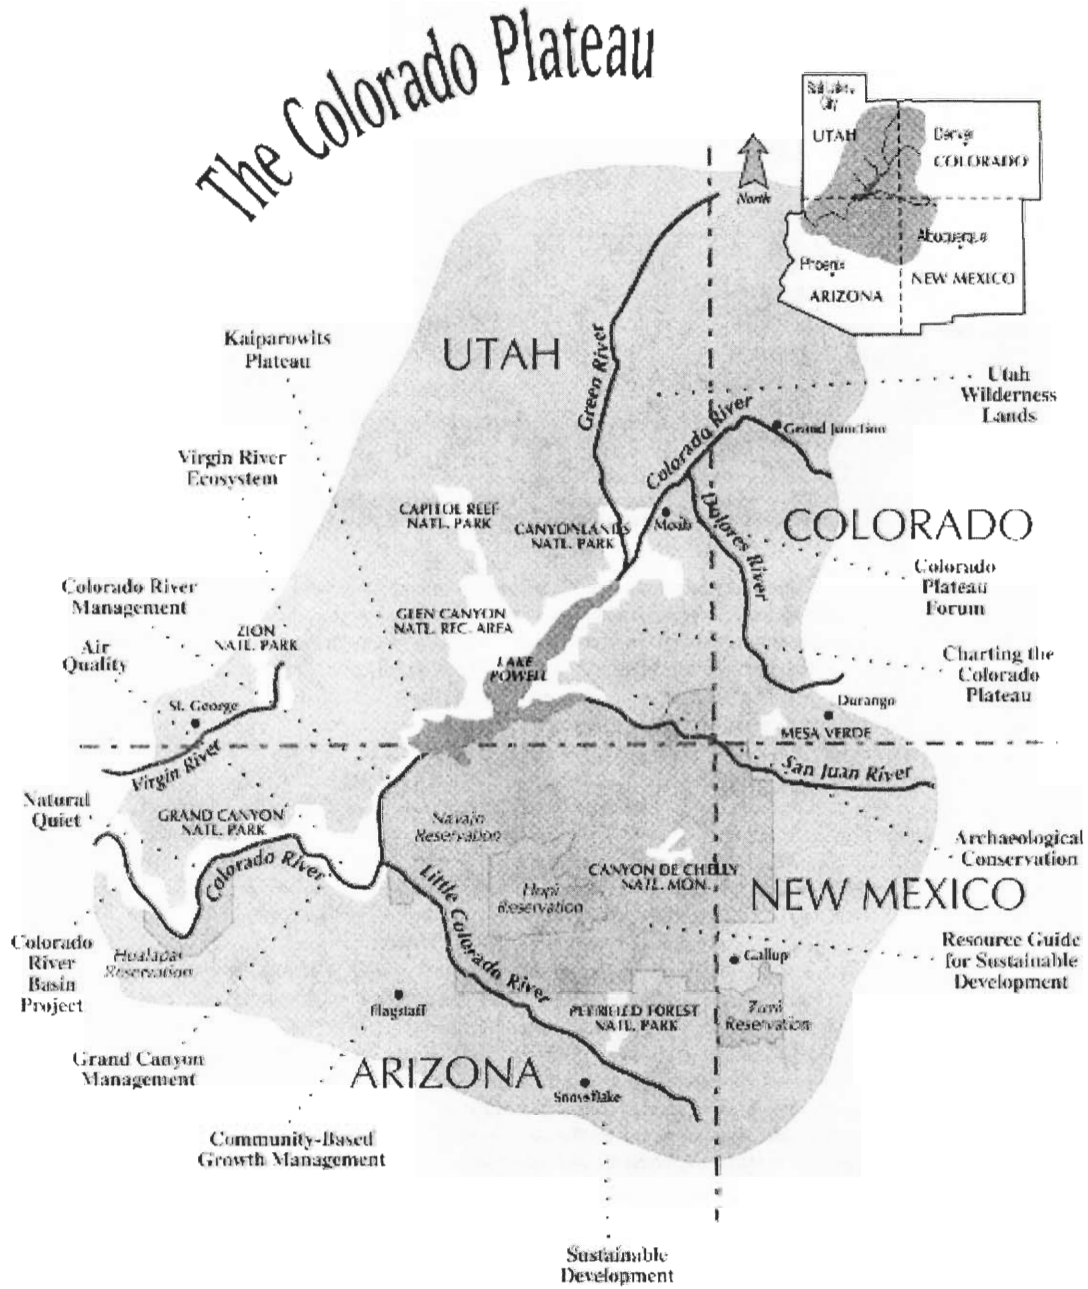 The Colorado Plateau
Salt Lake
City
UTAH
Denver
COLORADO
North
Albuquerque
Phoenix
NEW MEXICO
ARIZONA
Kaiparowits
Plateau
UTAH
Green River
Utah
Wilderness
Lands
Colorado River
Grand Junction
Virgin River
Ecosystem
CAPITOL REEF
NATL. PARK
CANYONLANDS
NATL. PARK
Moab
Dolores River
COLORADO
Colorado
Plateau
Forum
Colorado River
Management
GLEN CANYON
NATL. REC. AREA
ZION
NATL. PARK
Air
Quality
LAKE
POWELL
Charting the
Colorado
Plateau
St. George
Durango
MESA VERDE
Virgin River
San Juan River
Natural
Quiet
GRAND CANYON
NATL. PARK
Navajo
Reservation
Archaeological
Conservation
Colorado River
Little Colorado River
CANYON DE CHELLY
NATL. MON.
Hopi
Reservation
NEW MEXICO
Colorado
River
Basin
Project
Hualapai
Reservation
Gallup
Resource Guide
for Sustainable
Development
Flagstaff
PETRIFIED FOREST
NATL. PARK
Zuni
Reservation
Grand Canyon
Management
ARIZONA
Snowflake
Community-Based
Growth Management
Sustainable
Development